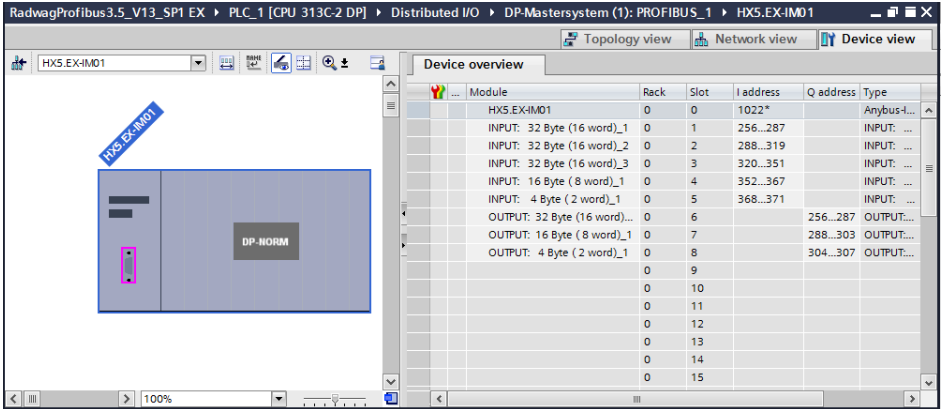 RadwagProfibus3.5_V13_SP1 EX ▸ PLC_1 [CPU 313C-2 DP] ▸ Distributed I/O ▸ DP-Mastersystem (1): PROFIBUS_1 ▸ HX5.EX-IM01
Topology view Network view Device view
HX5.EX-IM01
Device overview
... Module Rack Slot I address Q address Type
HX5.EX-IM01 0 0 1022* Anybus-I...
INPUT: 32 Byte (16 word)_1 0 1 256...287 INPUT: ...
INPUT: 32 Byte (16 word)_2 0 2 288...319 INPUT: ...
INPUT: 32 Byte (16 word)_3 0 3 320...351 INPUT: ...
INPUT: 16 Byte ( 8 word)_1 0 4 352...367 INPUT: ...
INPUT: 4 Byte ( 2 word)_1 0 5 368...371 INPUT: ...
OUTPUT: 32 Byte (16 word)... 0 6 256...287 OUTPUT:...
OUTPUT: 16 Byte ( 8 word)_1 0 7 288...303 OUTPUT:...
OUTPUT: 4 Byte ( 2 word)_1 0 8 304...307 OUTPUT:...
0 9
0 10
0 11
0 12
0 13
0 14
0 15
HX5.EX-IM01
DP-NORM
100%